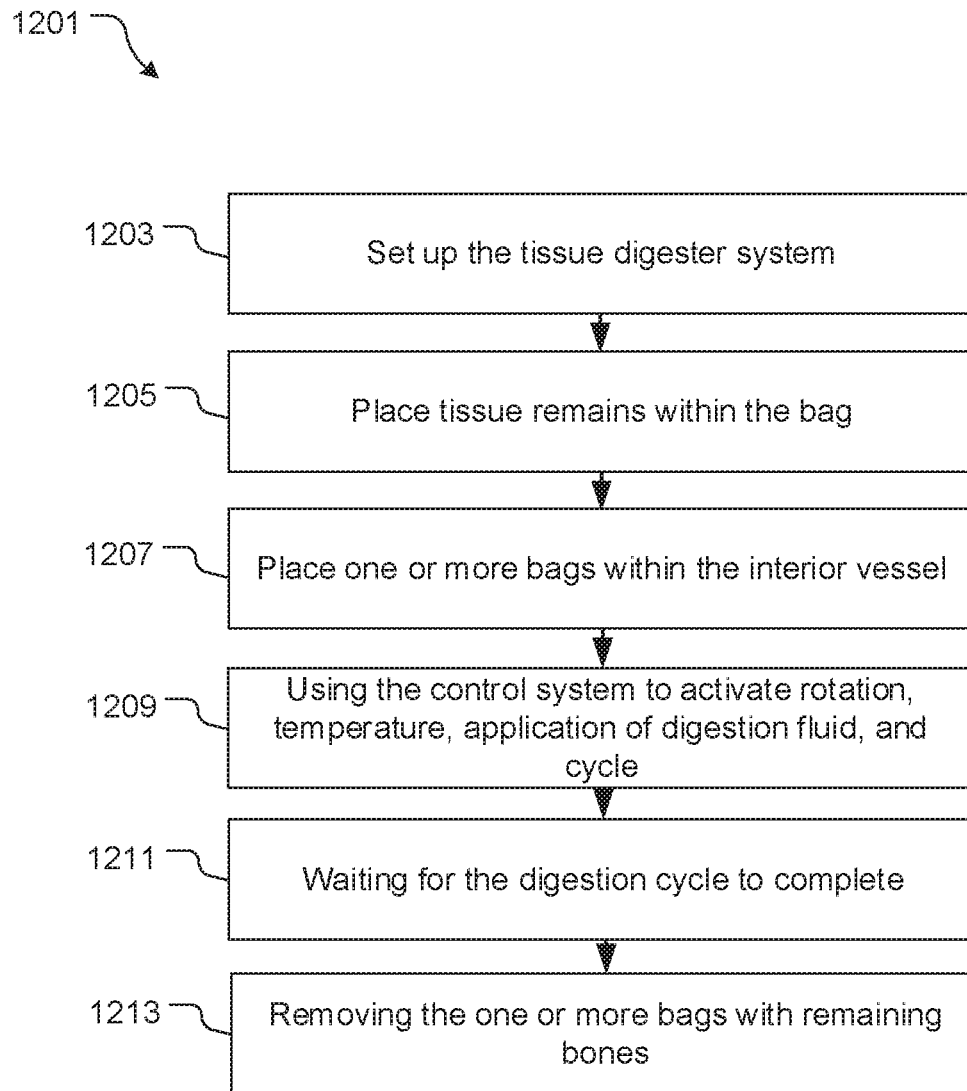 1201
1203
Set up the tissue digester system
1205
Place tissue remains within the bag
1207
Place one or more bags within the interior vessel
1209
Using the control system to activate rotation,
temperature, application of digestion fluid, and
cycle
1211
Waiting for the digestion cycle to complete
1213
Removing the one or more bags with remaining
bones